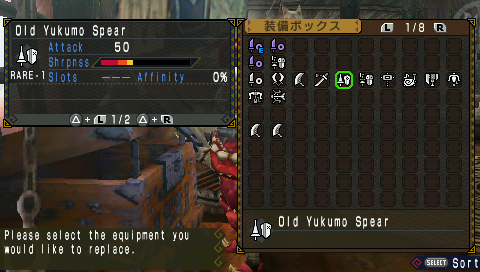 Old Yukumo Spear
Attack 50
Shrpnss
RARE-1 Slots --- Affinity 0%
△+L 1/2 △+R
装備ボックス L 1/8 R
E
Old Yukumo Spear
Please select the equipment you
would like to replace.
SELECT Sort